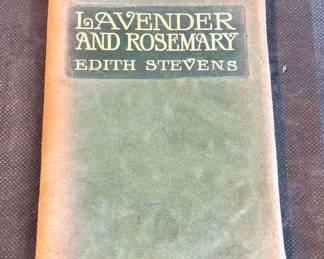 LAVENDER
AND ROSEMARY
EDITH STEVENS